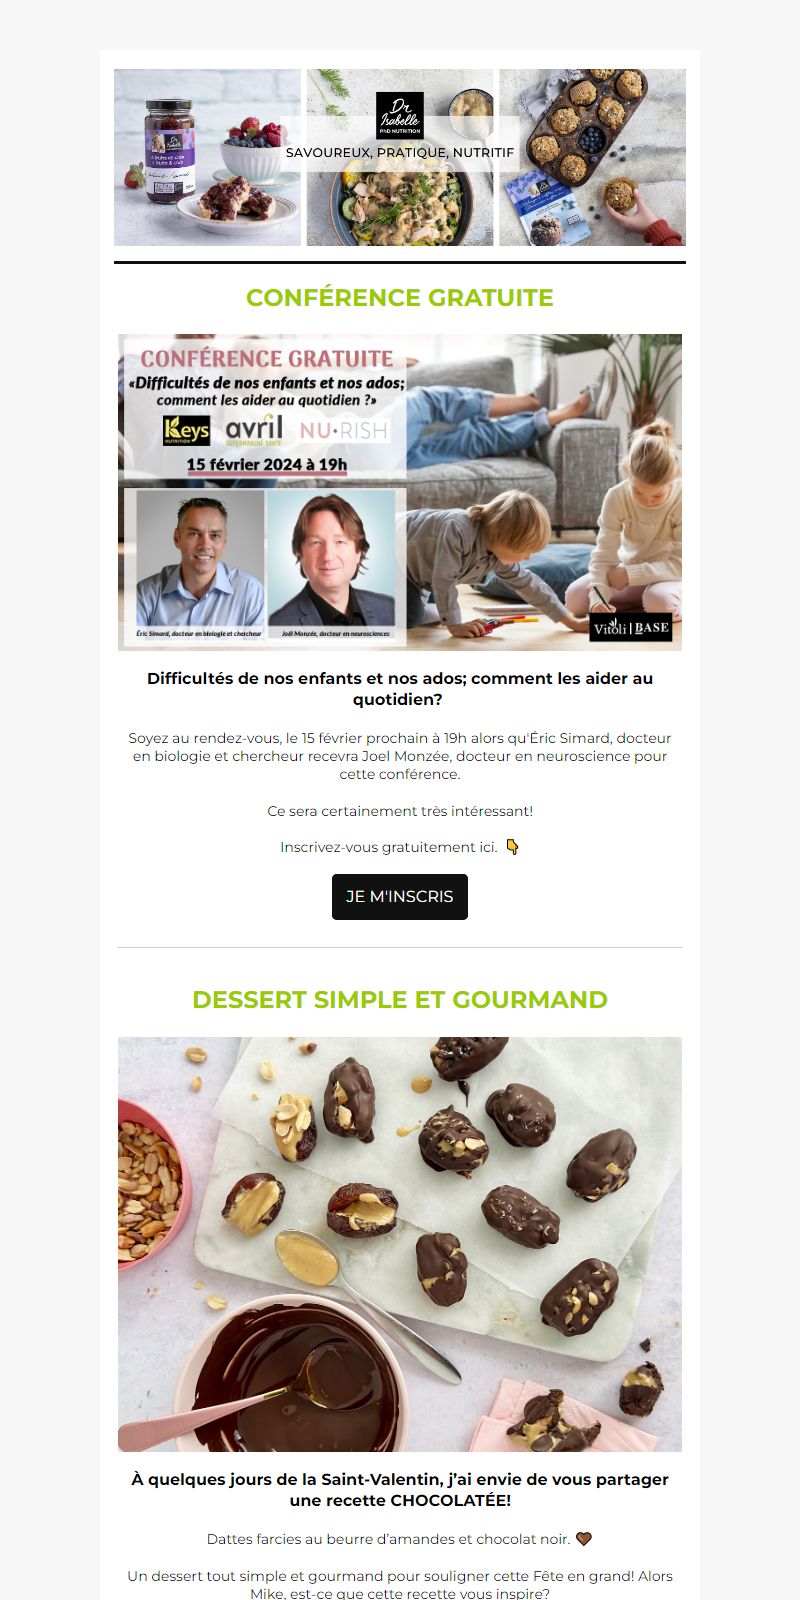 Dr
Isabelle
PhD NUTRITION
SAVOUREUX, PRATIQUE, NUTRITIF
Dr
Isabelle
CONFÉRENCE GRATUITE
CONFÉRENCE GRATUITE
«Difficultés de nos enfants et nos ados;
comment les aider au quotidien ?»
Keys
NUTRITION
avril
SUPERMARCHÉ SANTÉ
NU·RISH
15 février 2024 à 19h
Éric Simard, docteur en biologie et chercheur
Joël Monzée, docteur en neurosciences
Vitoli | BASE
Difficultés de nos enfants et nos ados; comment les aider au
quotidien?
Soyez au rendez-vous, le 15 février prochain à 19h alors qu'Éric Simard, docteur
en biologie et chercheur recevra Joel Monzée, docteur en neuroscience pour
cette conférence.
Ce sera certainement très intéressant!
Inscrivez-vous gratuitement ici. 👇
JE M'INSCRIS
DESSERT SIMPLE ET GOURMAND
À quelques jours de la Saint-Valentin, j’ai envie de vous partager
une recette CHOCOLATÉE!
Dattes farcies au beurre d’amandes et chocolat noir. 🤎
Un dessert tout simple et gourmand pour souligner cette Fête en grand! Alors
Mike, est-ce que cette recette vous inspire?